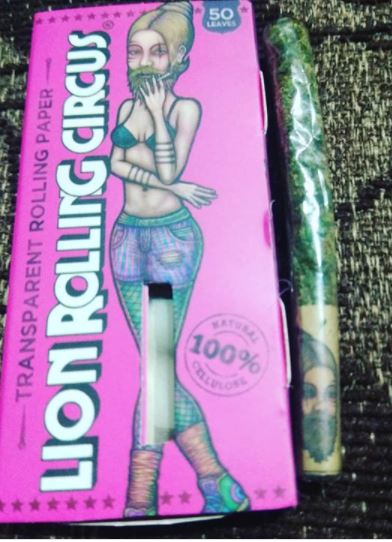 50
LEAVES
TRANSPARENT ROLLING PAPER
LION ROLLING CIRCUS®
NATURAL
100%
CELLULOSE